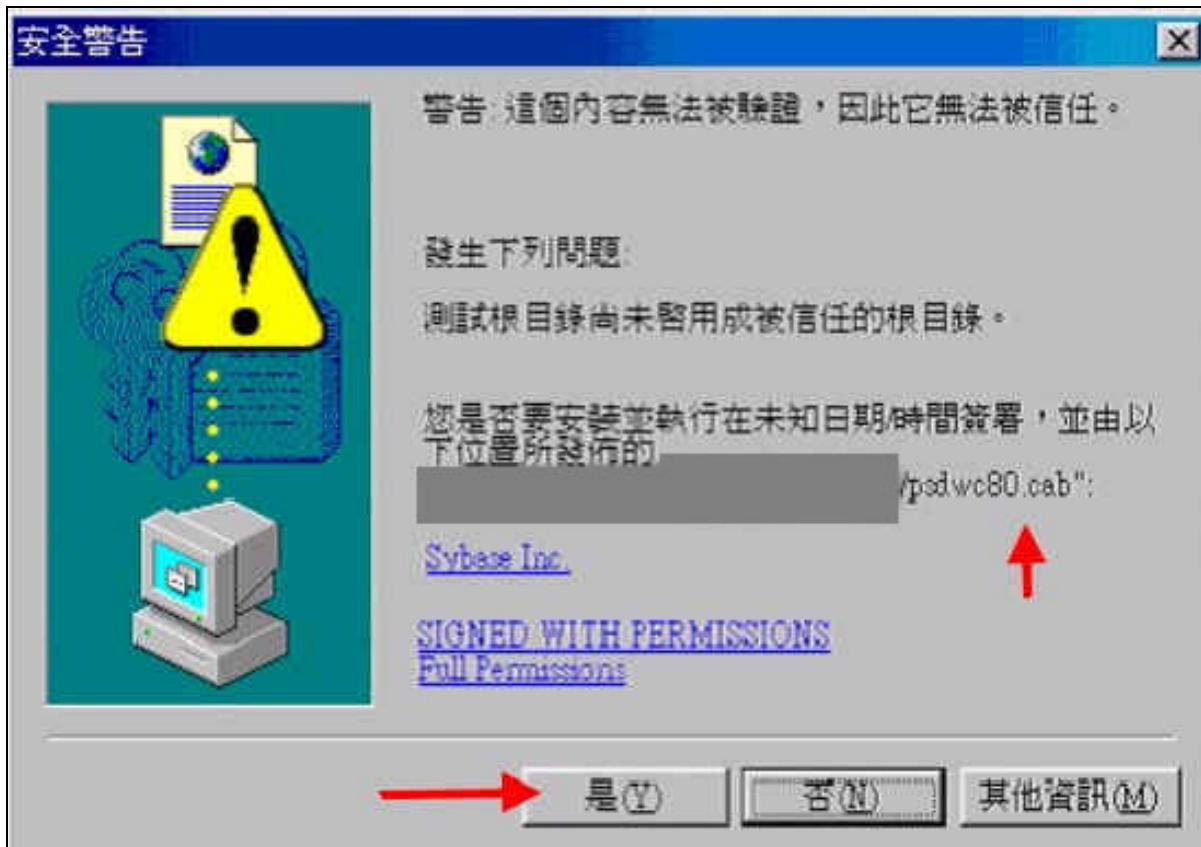 安全警告
警告: 這個內容無法被驗證，因此它無法被信任。
發生下列問題:
測試根目錄尚未啓用成被信任的根目錄。
您是否要安裝並執行在未知日期/時間簽署，並由以
下位置所發佈的
/psdwc80.cab":
Sybase Inc.
SIGNED WITH PERMISSIONS
Full Permissions
是(Y) 否(N) 其他資訊(M)